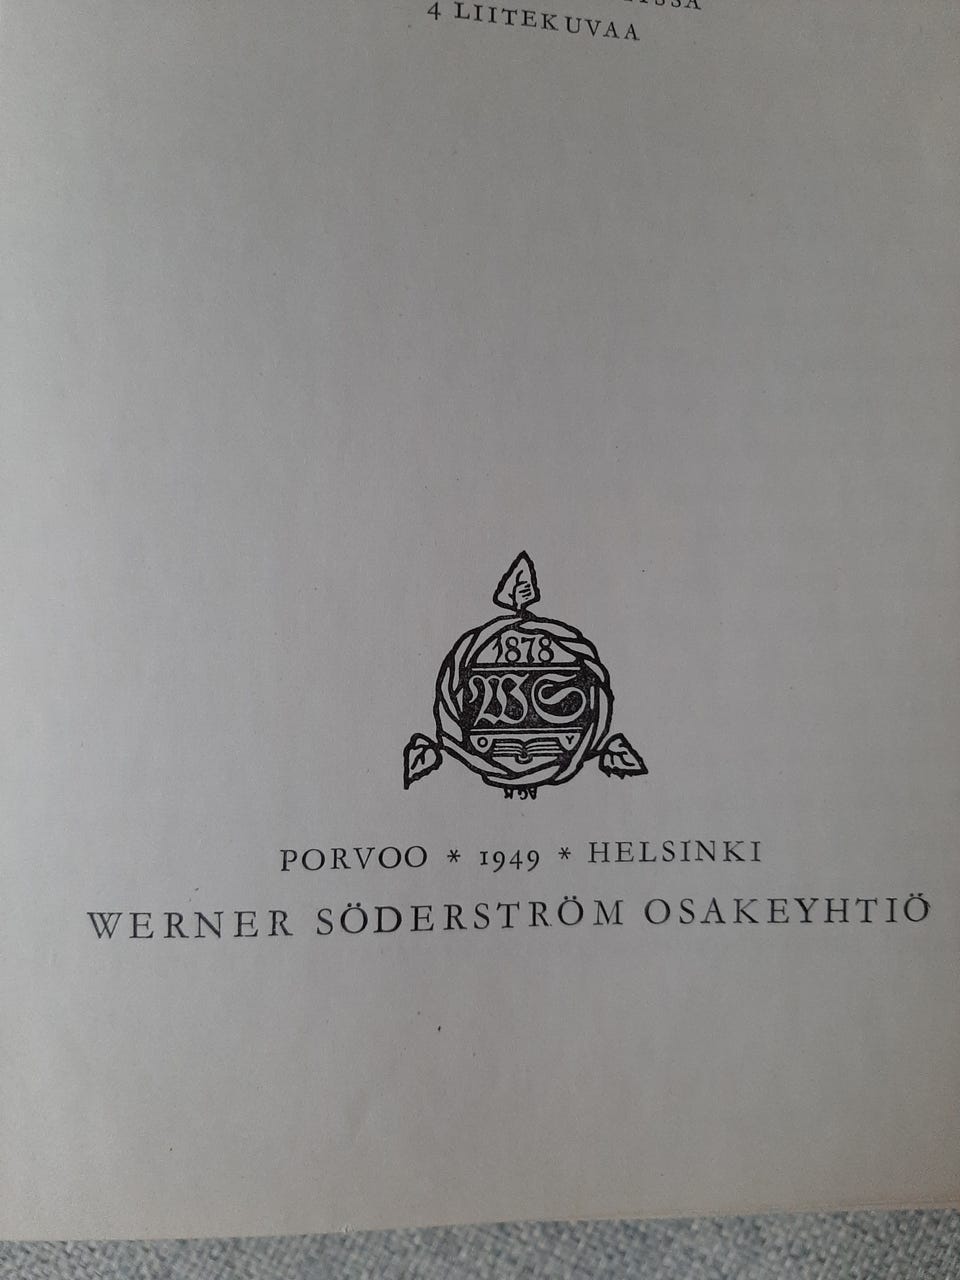 4 LIITEKUVAA
1878
WS
O Y
PORVOO * 1949 * HELSINKI
WERNER SÖDERSTRÖM OSAKEYHTIÖ